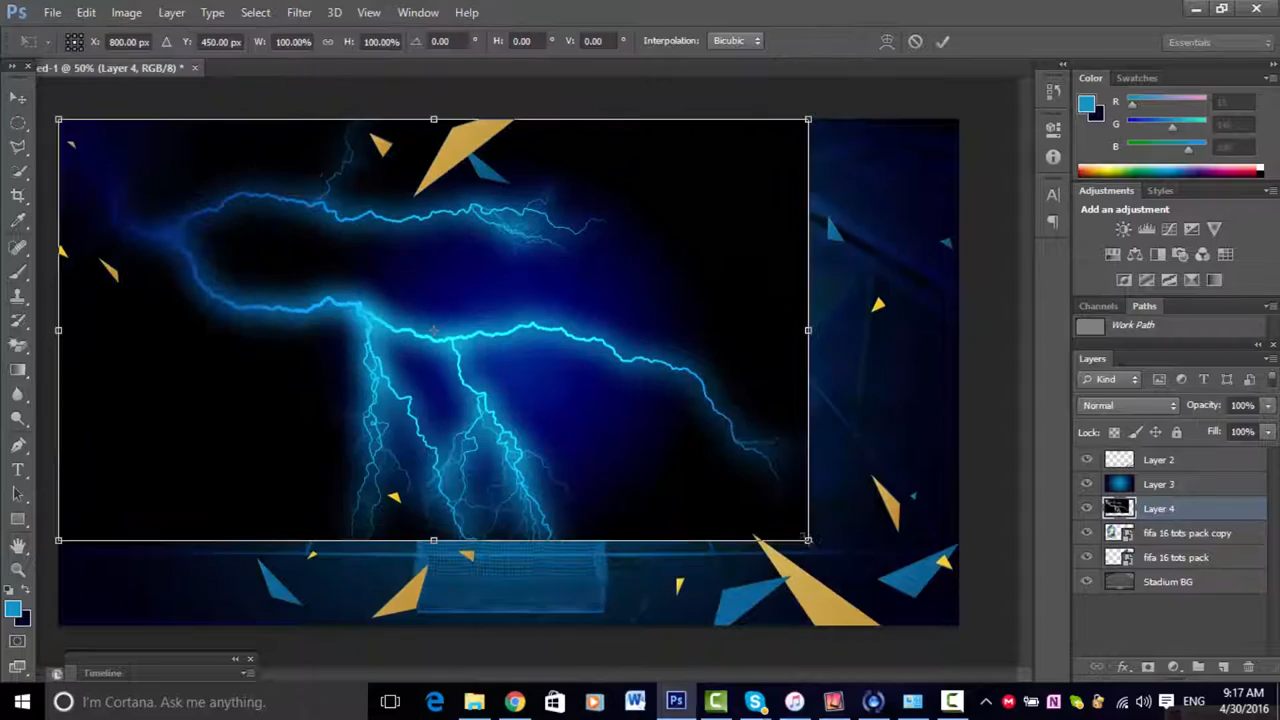 Ps File Edit Image Layer Type Select Filter 3D View Window Help
X: 800.00 px Y: 450.00 px W: 100.00% H: 100.00% 0.00 ° H: 0.00 ° V: 0.00 ° Interpolation: Bicubic Essentials
ed-1 @ 50% (Layer 4, RGB/8) * ×
Color Swatches
R
G
B
Adjustments Styles
Add an adjustment
Channels Paths
Work Path
Layers
Kind
Normal Opacity: 100%
Lock: Fill: 100%
Layer 2
Layer 3
Layer 4
fifa 16 tots pack copy
fifa 16 tots pack
Stadium BG
Timeline
I'm Cortana. Ask me anything.
ENG
9:17 AM
4/30/2016